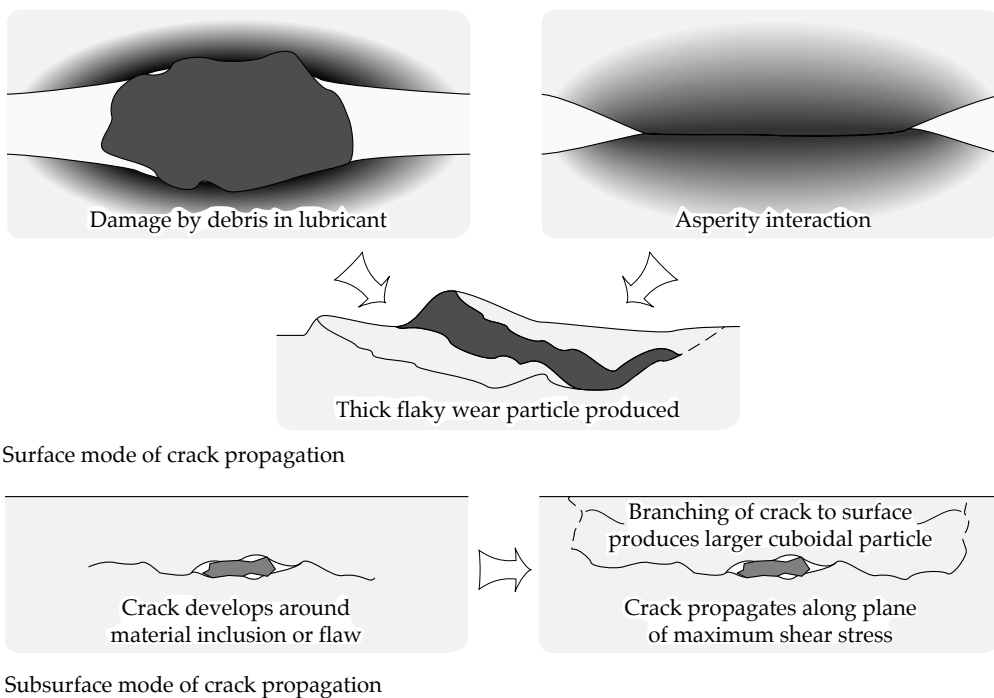 Damage by debris in lubricant
Asperity interaction
Thick flaky wear particle produced
Surface mode of crack propagation
Crack develops around
material inclusion or flaw
Branching of crack to surface
produces larger cuboidal particle
Crack propagates along plane
of maximum shear stress
Subsurface mode of crack propagation